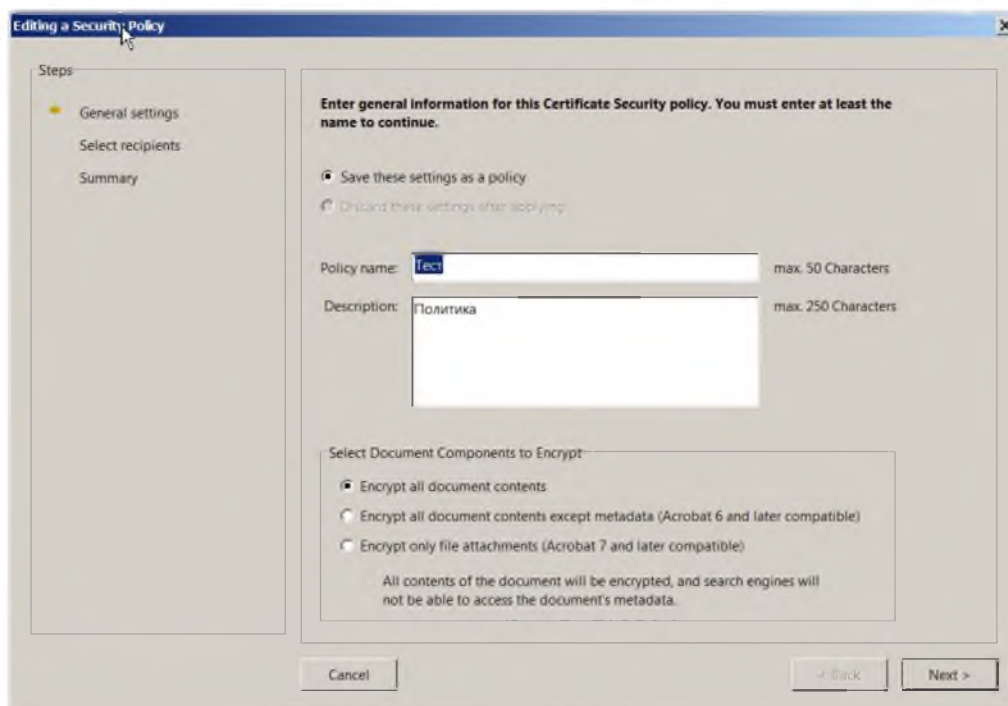 Editing a Security Policy
Steps
General settings
Select recipients
Summary
Enter general information for this Certificate Security policy. You must enter at least the
name to continue.
Save these settings as a policy
Discard these settings after applying
Policy name: Тест max. 50 Characters
Description: Политика max. 250 Characters
Select Document Components to Encrypt
Encrypt all document contents
Encrypt all document contents except metadata (Acrobat 6 and later compatible)
Encrypt only file attachments (Acrobat 7 and later compatible)
All contents of the document will be encrypted, and search engines will
not be able to access the document's metadata.
Cancel < Back Next >